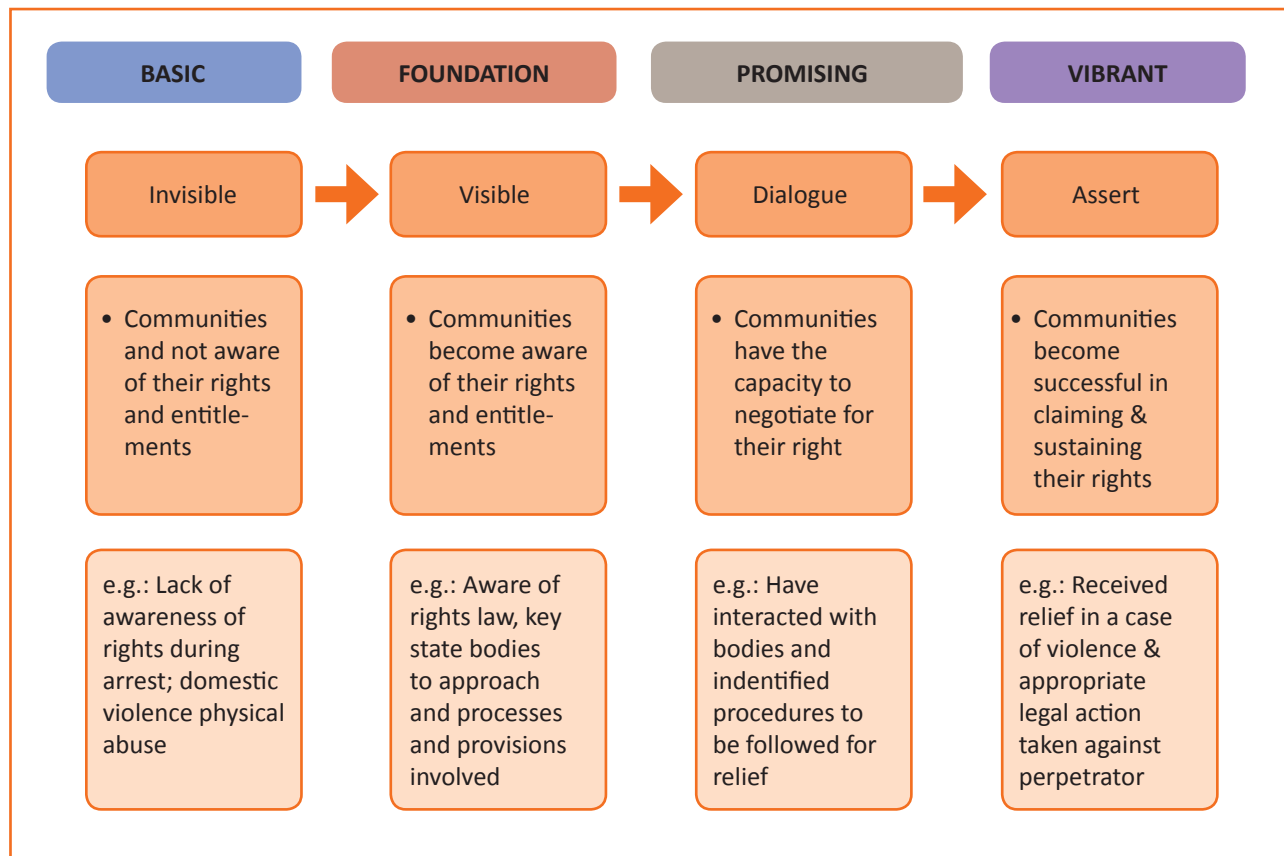 BASIC
FOUNDATION
PROMISING
VIBRANT
Invisible
Visible
Dialogue
Assert
• Communities
and not aware
of their rights
and entitle-
ments
• Communities
become aware
of their rights
and entitle-
ments
• Communities
have the
capacity to
negotiate for
their right
• Communities
become
successful in
claiming &
sustaining
their rights
e.g.: Lack of
awareness of
rights during
arrest; domestic
violence physical
abuse
e.g.: Aware of
rights law, key
state bodies
to approach
and processes
and provisions
involved
e.g.: Have
interacted with
bodies and
indentified
procedures to
be followed for
relief
e.g.: Received
relief in a case
of violence &
appropriate
legal action
taken against
perpetrator